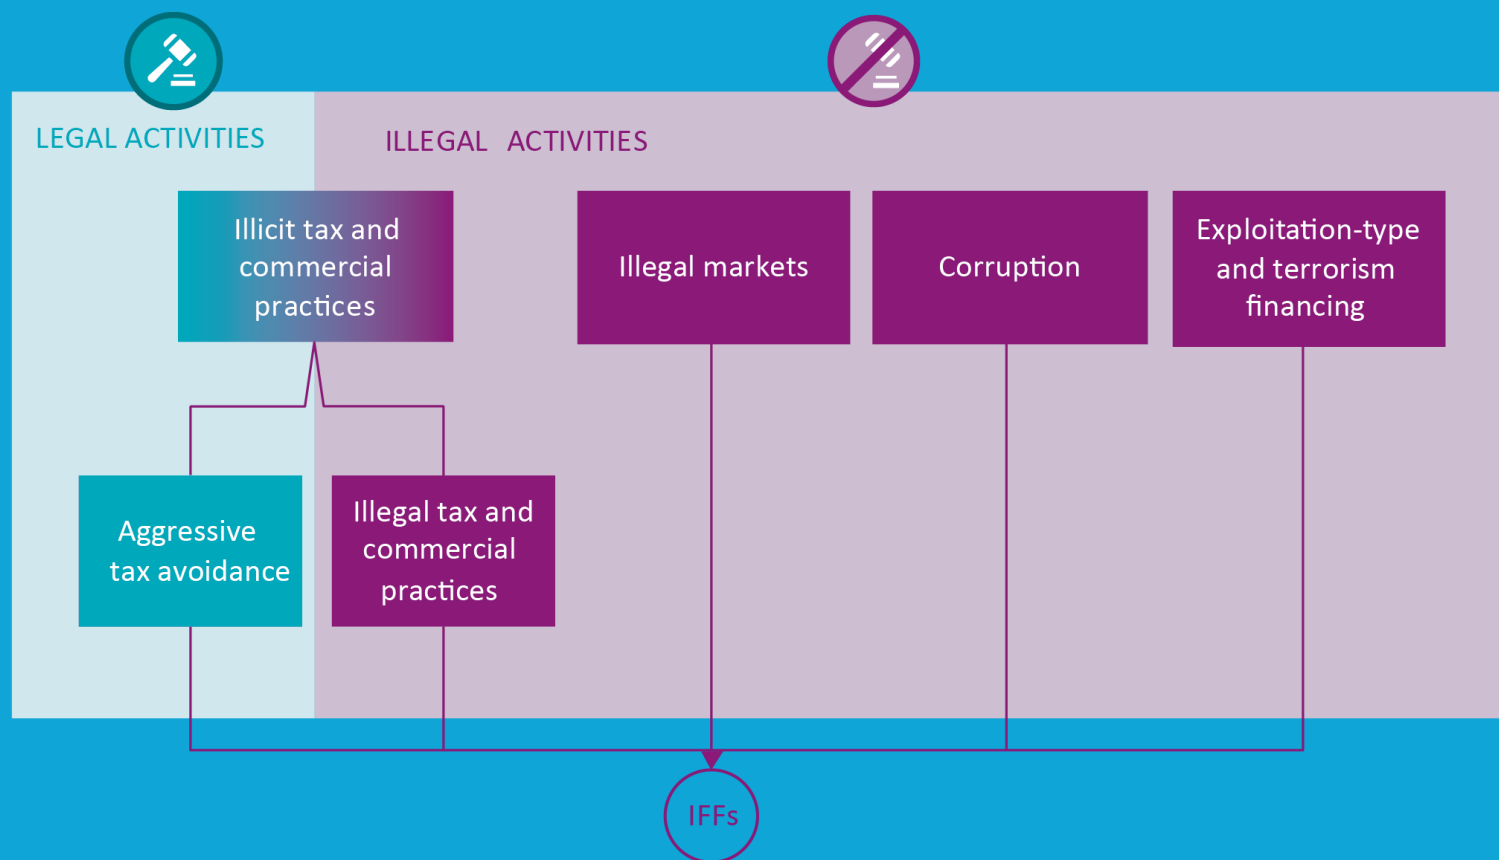 LEGAL ACTIVITIES
ILLEGAL ACTIVITIES
Illicit tax and
commercial
practices
Illegal markets
Corruption
Exploitation-type
and terrorism
financing
Aggressive
tax avoidance
Illegal tax and
commercial
practices
IFFs